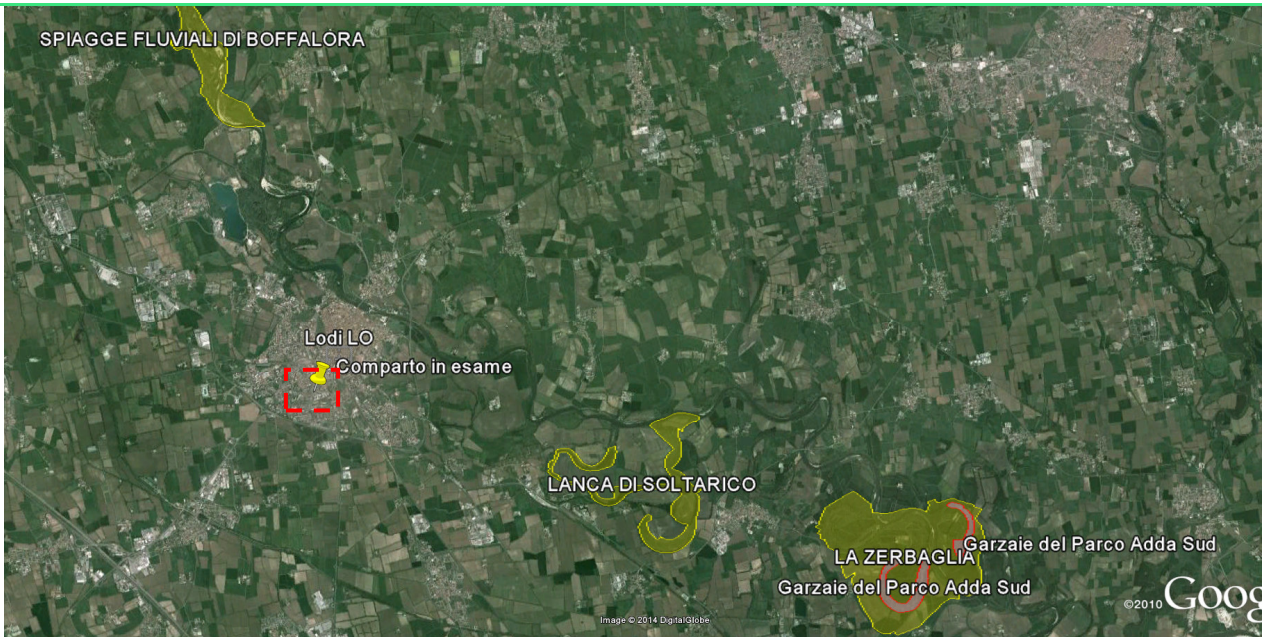 SPIAGGE FLUVIALI DI BOFFALORA
Lodi LO
Comparto in esame
LANCA DI SOLTARICO
LA ZERBAGLIA
Garzaie del Parco Adda Sud
Garzaie del Parco Adda Sud
©2010 Goog
Image © 2014 DigitalGlobe